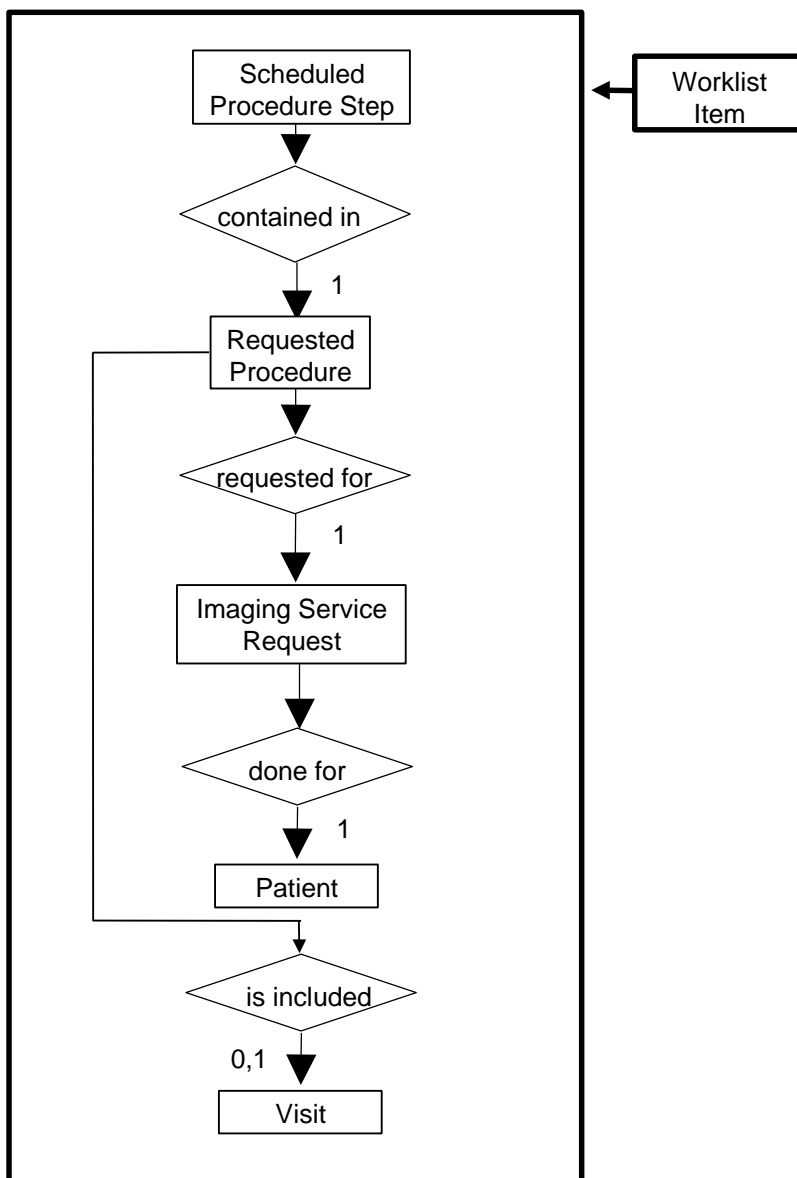 Scheduled
Procedure Step
Worklist
Item
contained in
1
Requested
Procedure
requested for
1
Imaging Service
Request
done for
1
Patient
is included
0,1
Visit